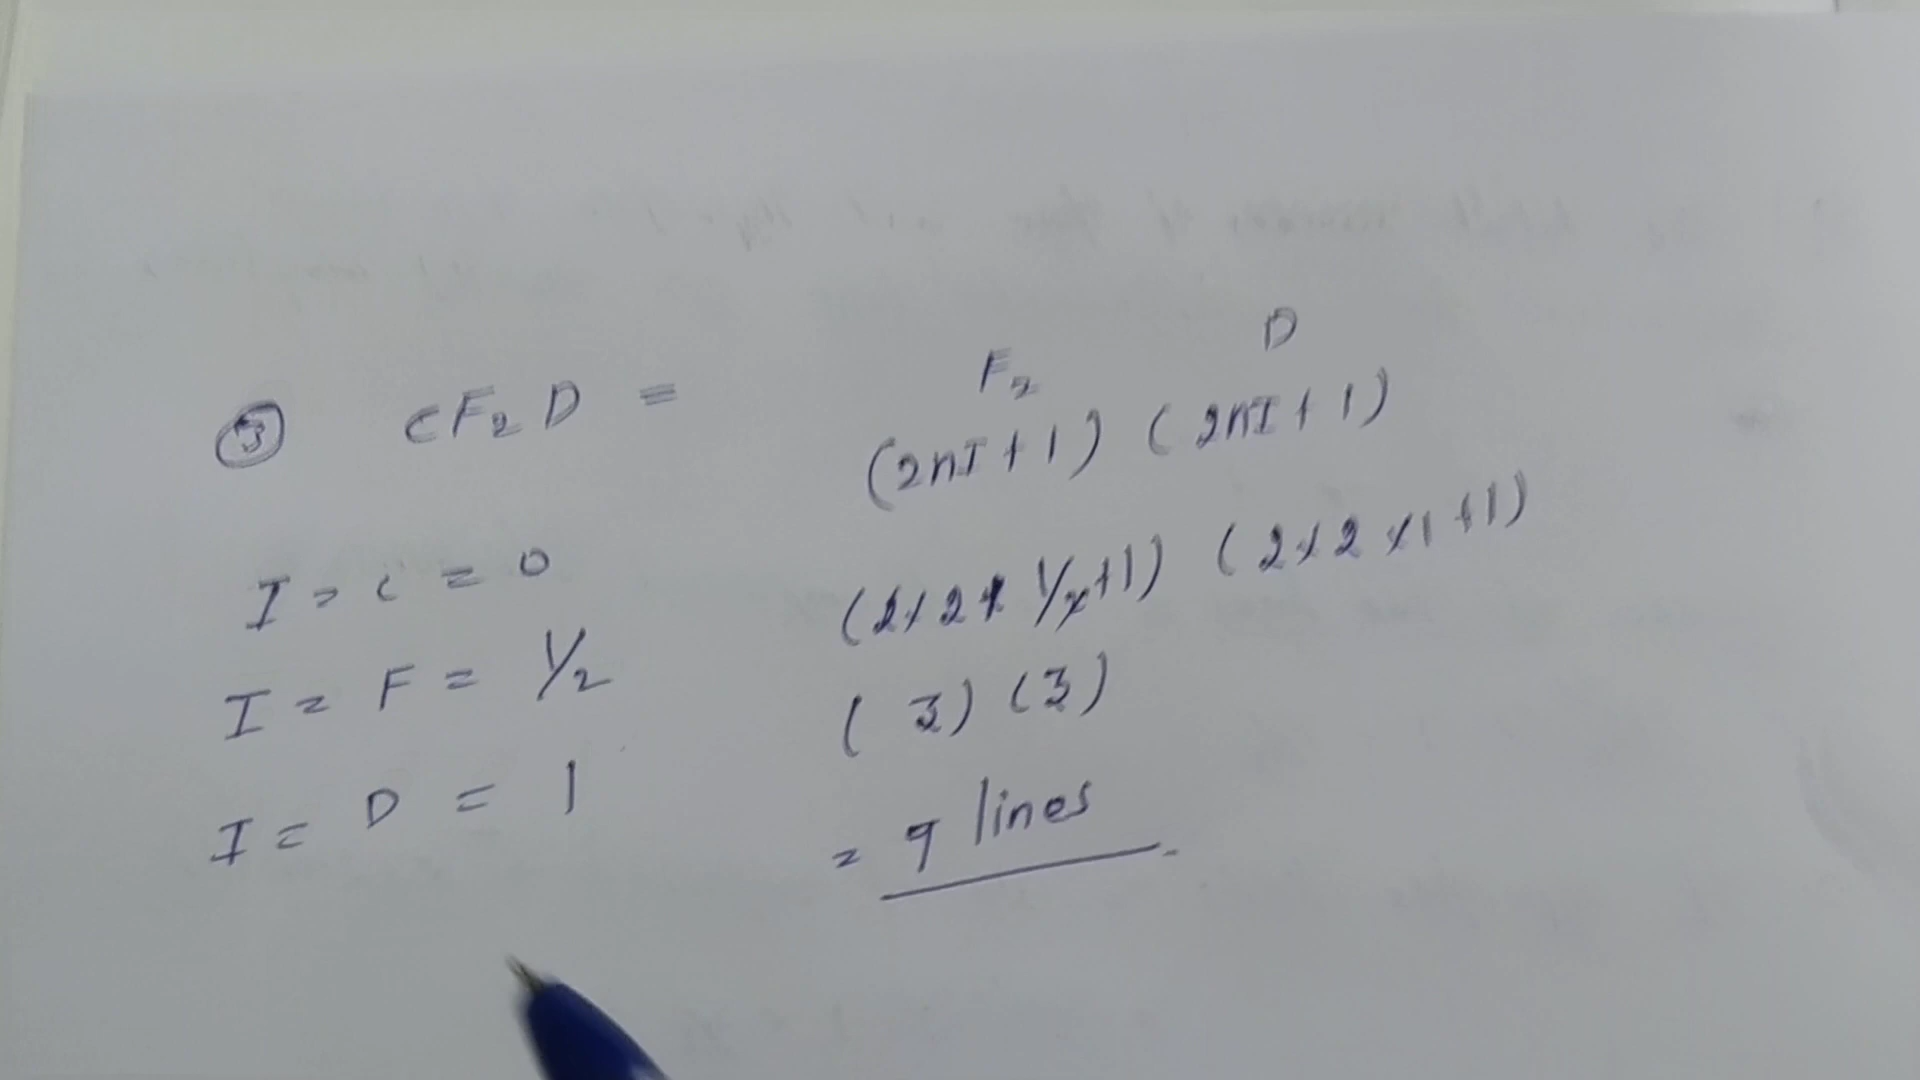 ③ CF₂D =
F₂ D
(2nI + 1) (2nI + 1)
I = C = 0
(2×2× 1/2+1) (2×2×1+1)
I = F = 1/2
(3) (3)
I = D = 1
= 9 lines